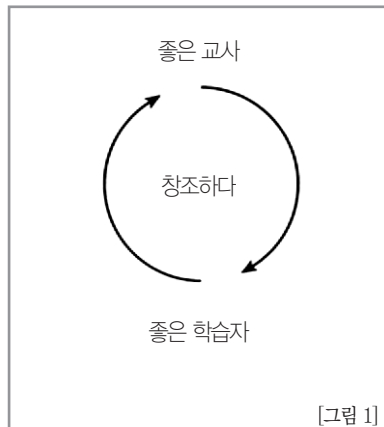 좋은 교사
창조하다
좋은 학습자
[그림 1]